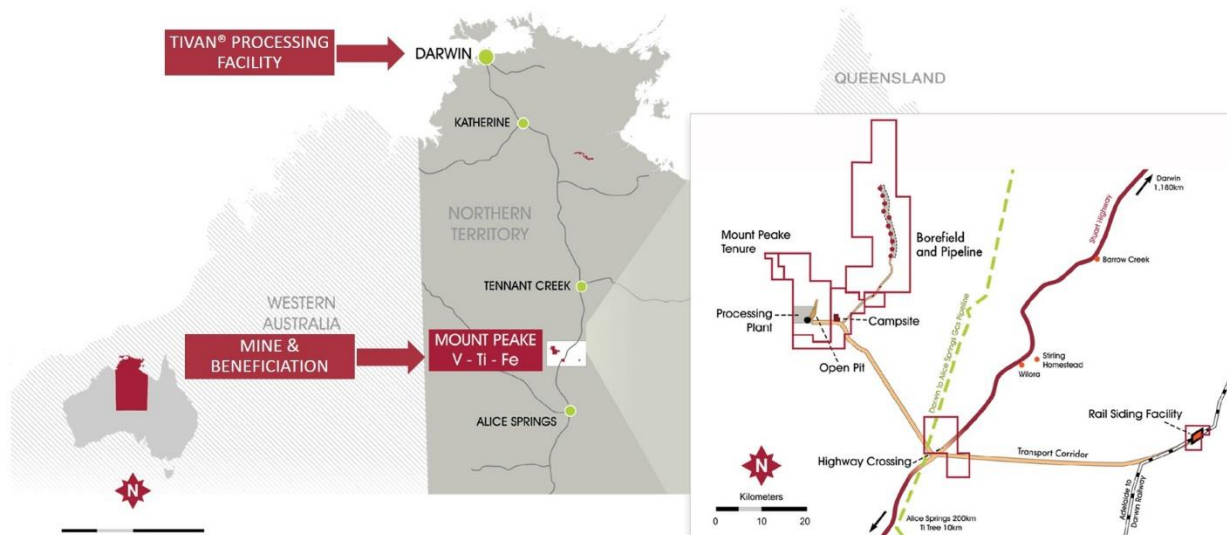 TIVAN® PROCESSING
FACILITY
DARWIN
KATHERINE
NORTHERN
TERRITORY
TENNANT CREEK
WESTERN
AUSTRALIA
MINE &
BENEFICIATION
MOUNT PEAKE
V - Ti - Fe
ALICE SPRINGS
N
QUEENSLAND
Darwin
1,180km
Stuart Highway
Mount Peake
Tenure
Borefield
and Pipeline
Barrow Creek
Processing
Plant
Campsite
Open Pit
Darwin to Alice Springs Gas Pipeline
Stirling
Homestead
Wilora
Rail Siding Facility
Highway Crossing
Transport Corridor
N
Kilometers
0 10 20
Adelaide to
Darwin Railway
Alice Springs 200km
Ti Tree 10km